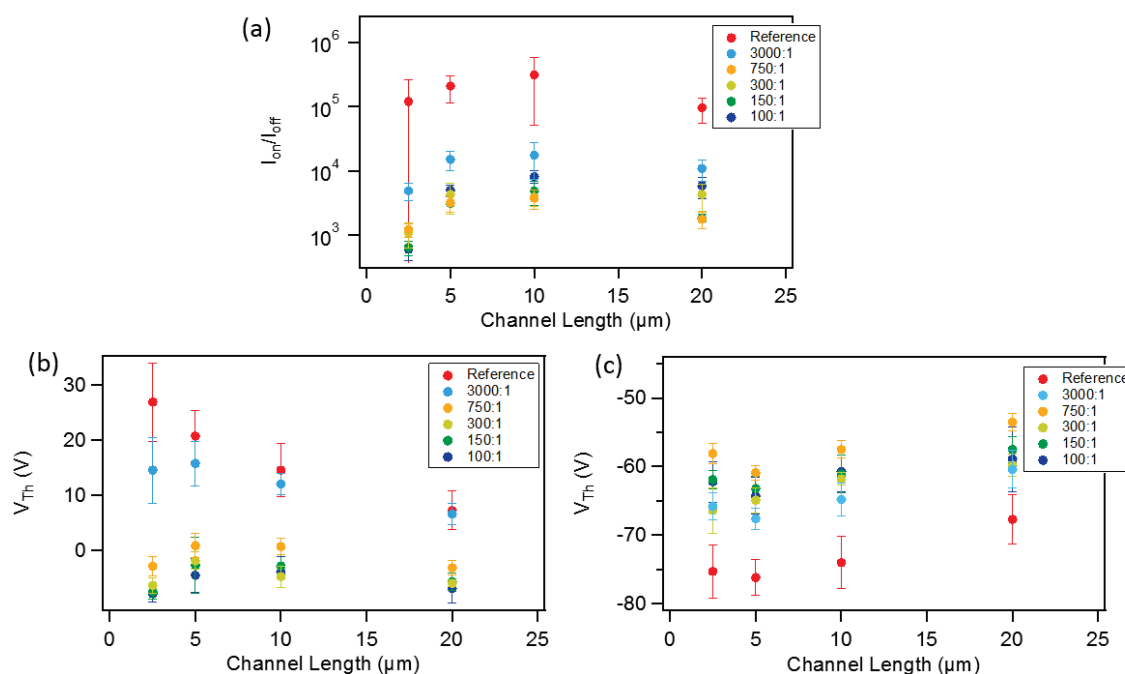 (a)
I_on/I_off
10^6
10^5
10^4
10^3
0 5 10 15 20 25
Channel Length (µm)
Reference
3000:1
750:1
300:1
150:1
100:1
(b)
V_Th (V)
30
20
10
0
0 5 10 15 20 25
Channel Length (µm)
Reference
3000:1
750:1
300:1
150:1
100:1
(c)
V_Th (V)
-50
-60
-70
-80
0 5 10 15 20 25
Channel Length (µm)
Reference
3000:1
750:1
300:1
150:1
100:1